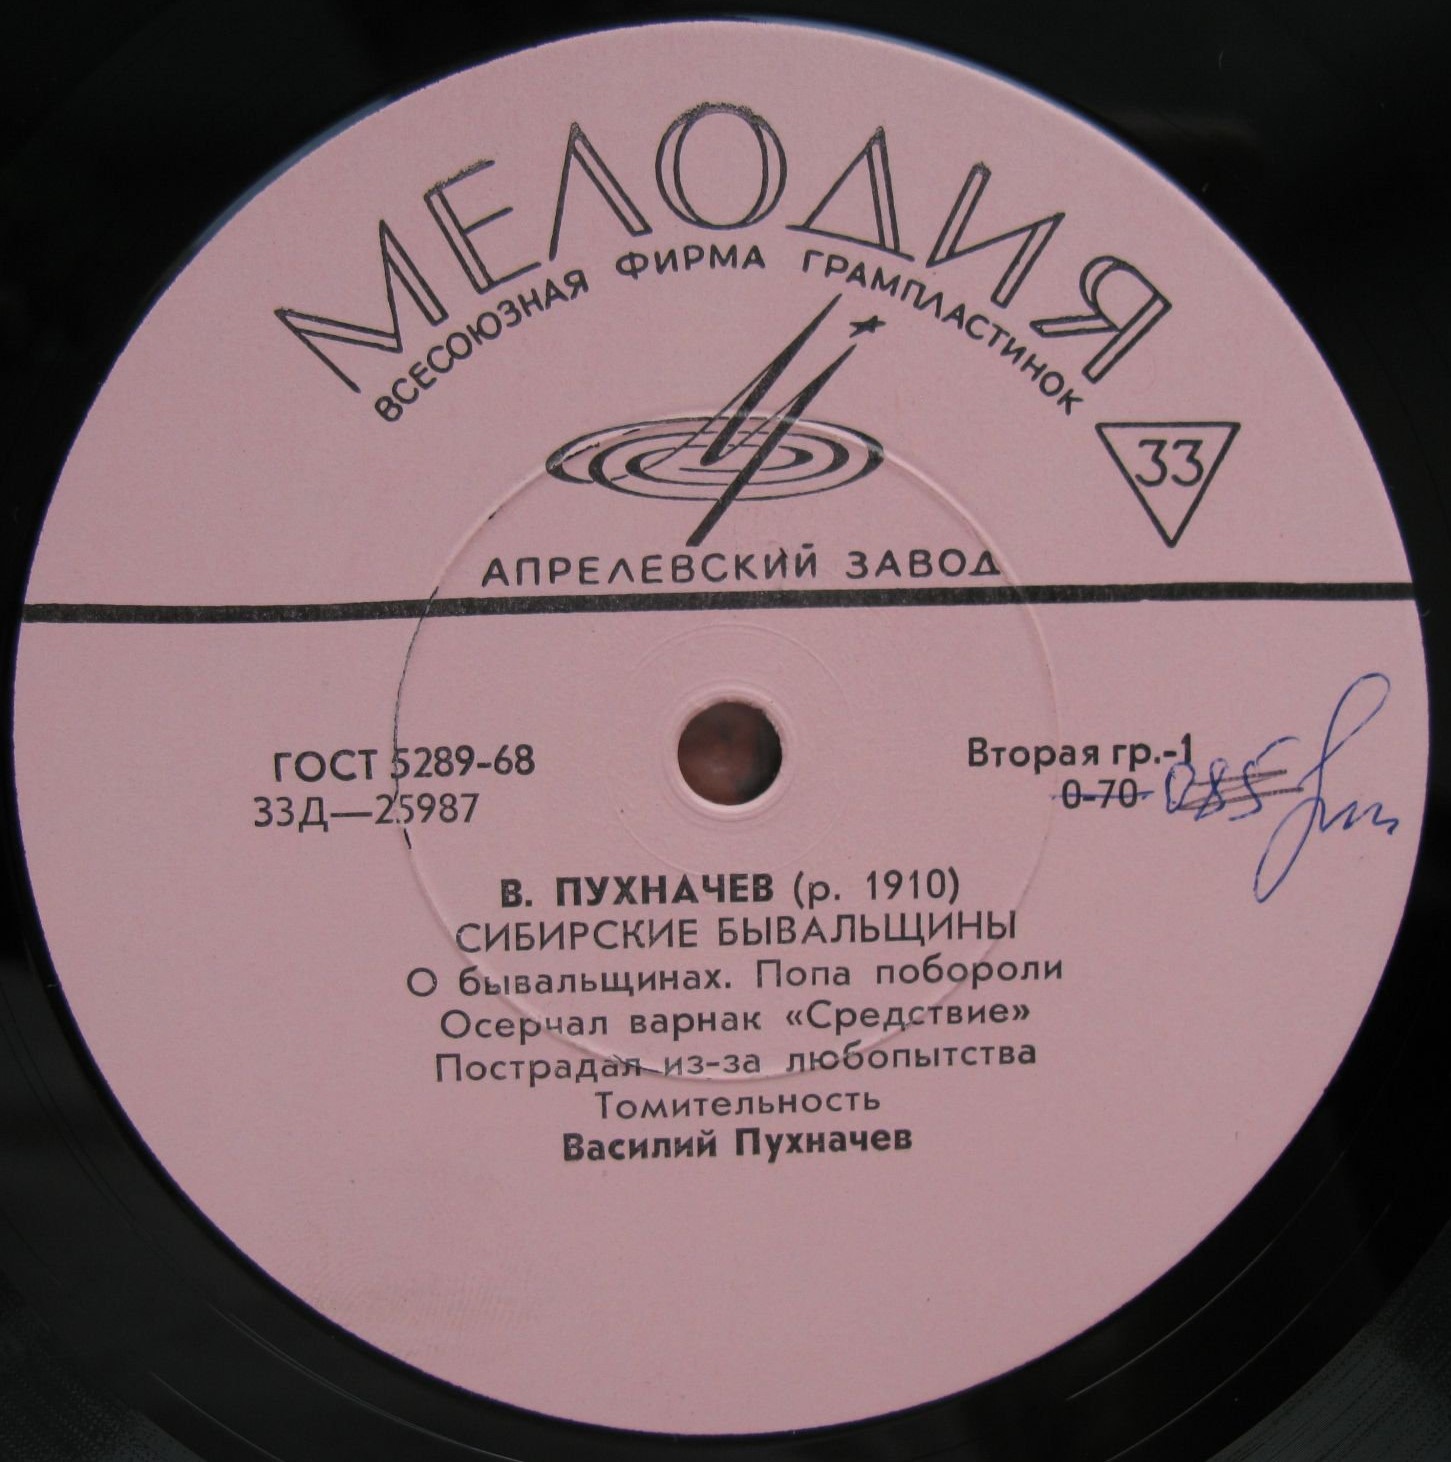 МЕЛОДИЯ
ВСЕСОЮЗНАЯ ФИРМА ГРАМПЛАСТИНОК
33
АПРЕЛЕВСКИЙ ЗАВОД
ГОСТ 5289-68
33Д—25987
Вторая гр.-1
0-70
В. ПУХНАЧЕВ (р. 1910)
СИБИРСКИЕ БЫВАЛЬЩИНЫ
О бывальщинах. Попа побороли
Осерчал варнак «Средствие»
Пострадал из-за любопытства
Томительность
Василий Пухначев